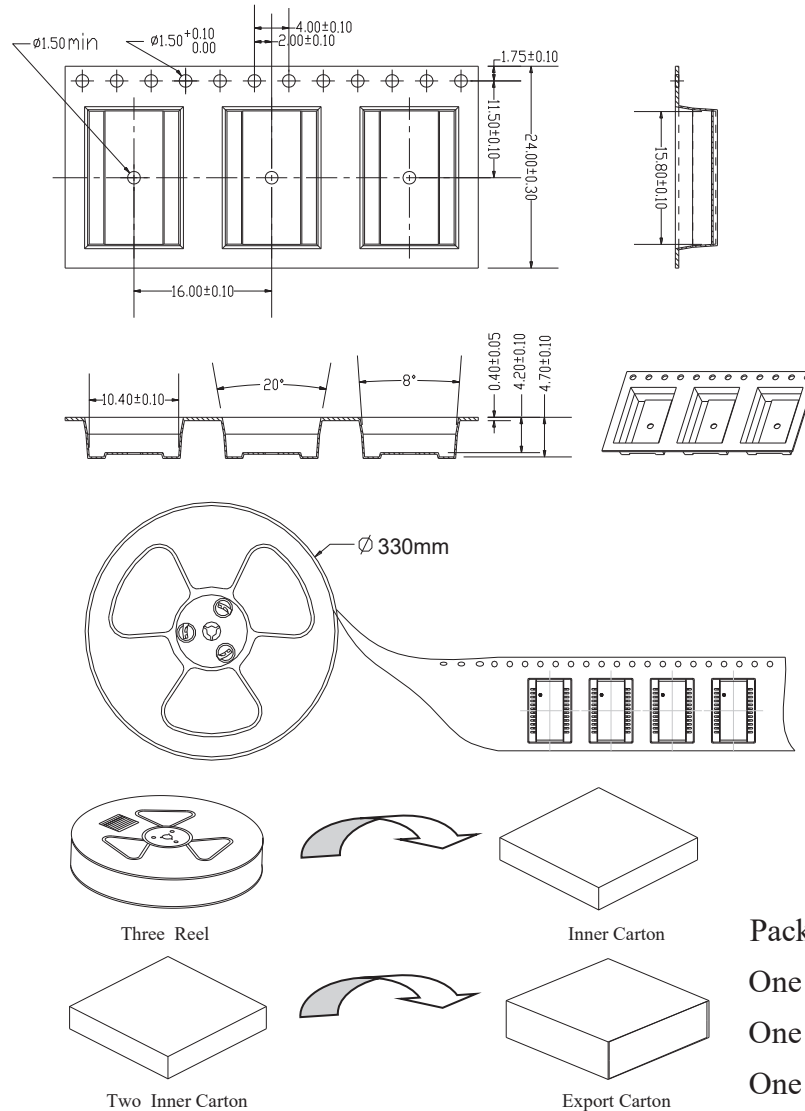 4.00±0.10
ø1.50min
ø1.50 +0.10 0.00
2.00±0.10
1.75±0.10
11.50±0.10
24.00±0.30
15.80±0.10
16.00±0.10
10.40±0.10
20°
8°
0.40±0.05
4.20±0.10
4.70±0.10
Ø 330mm
Three Reel
Inner Carton
Pack
One
One
One
Two Inner Carton
Export Carton